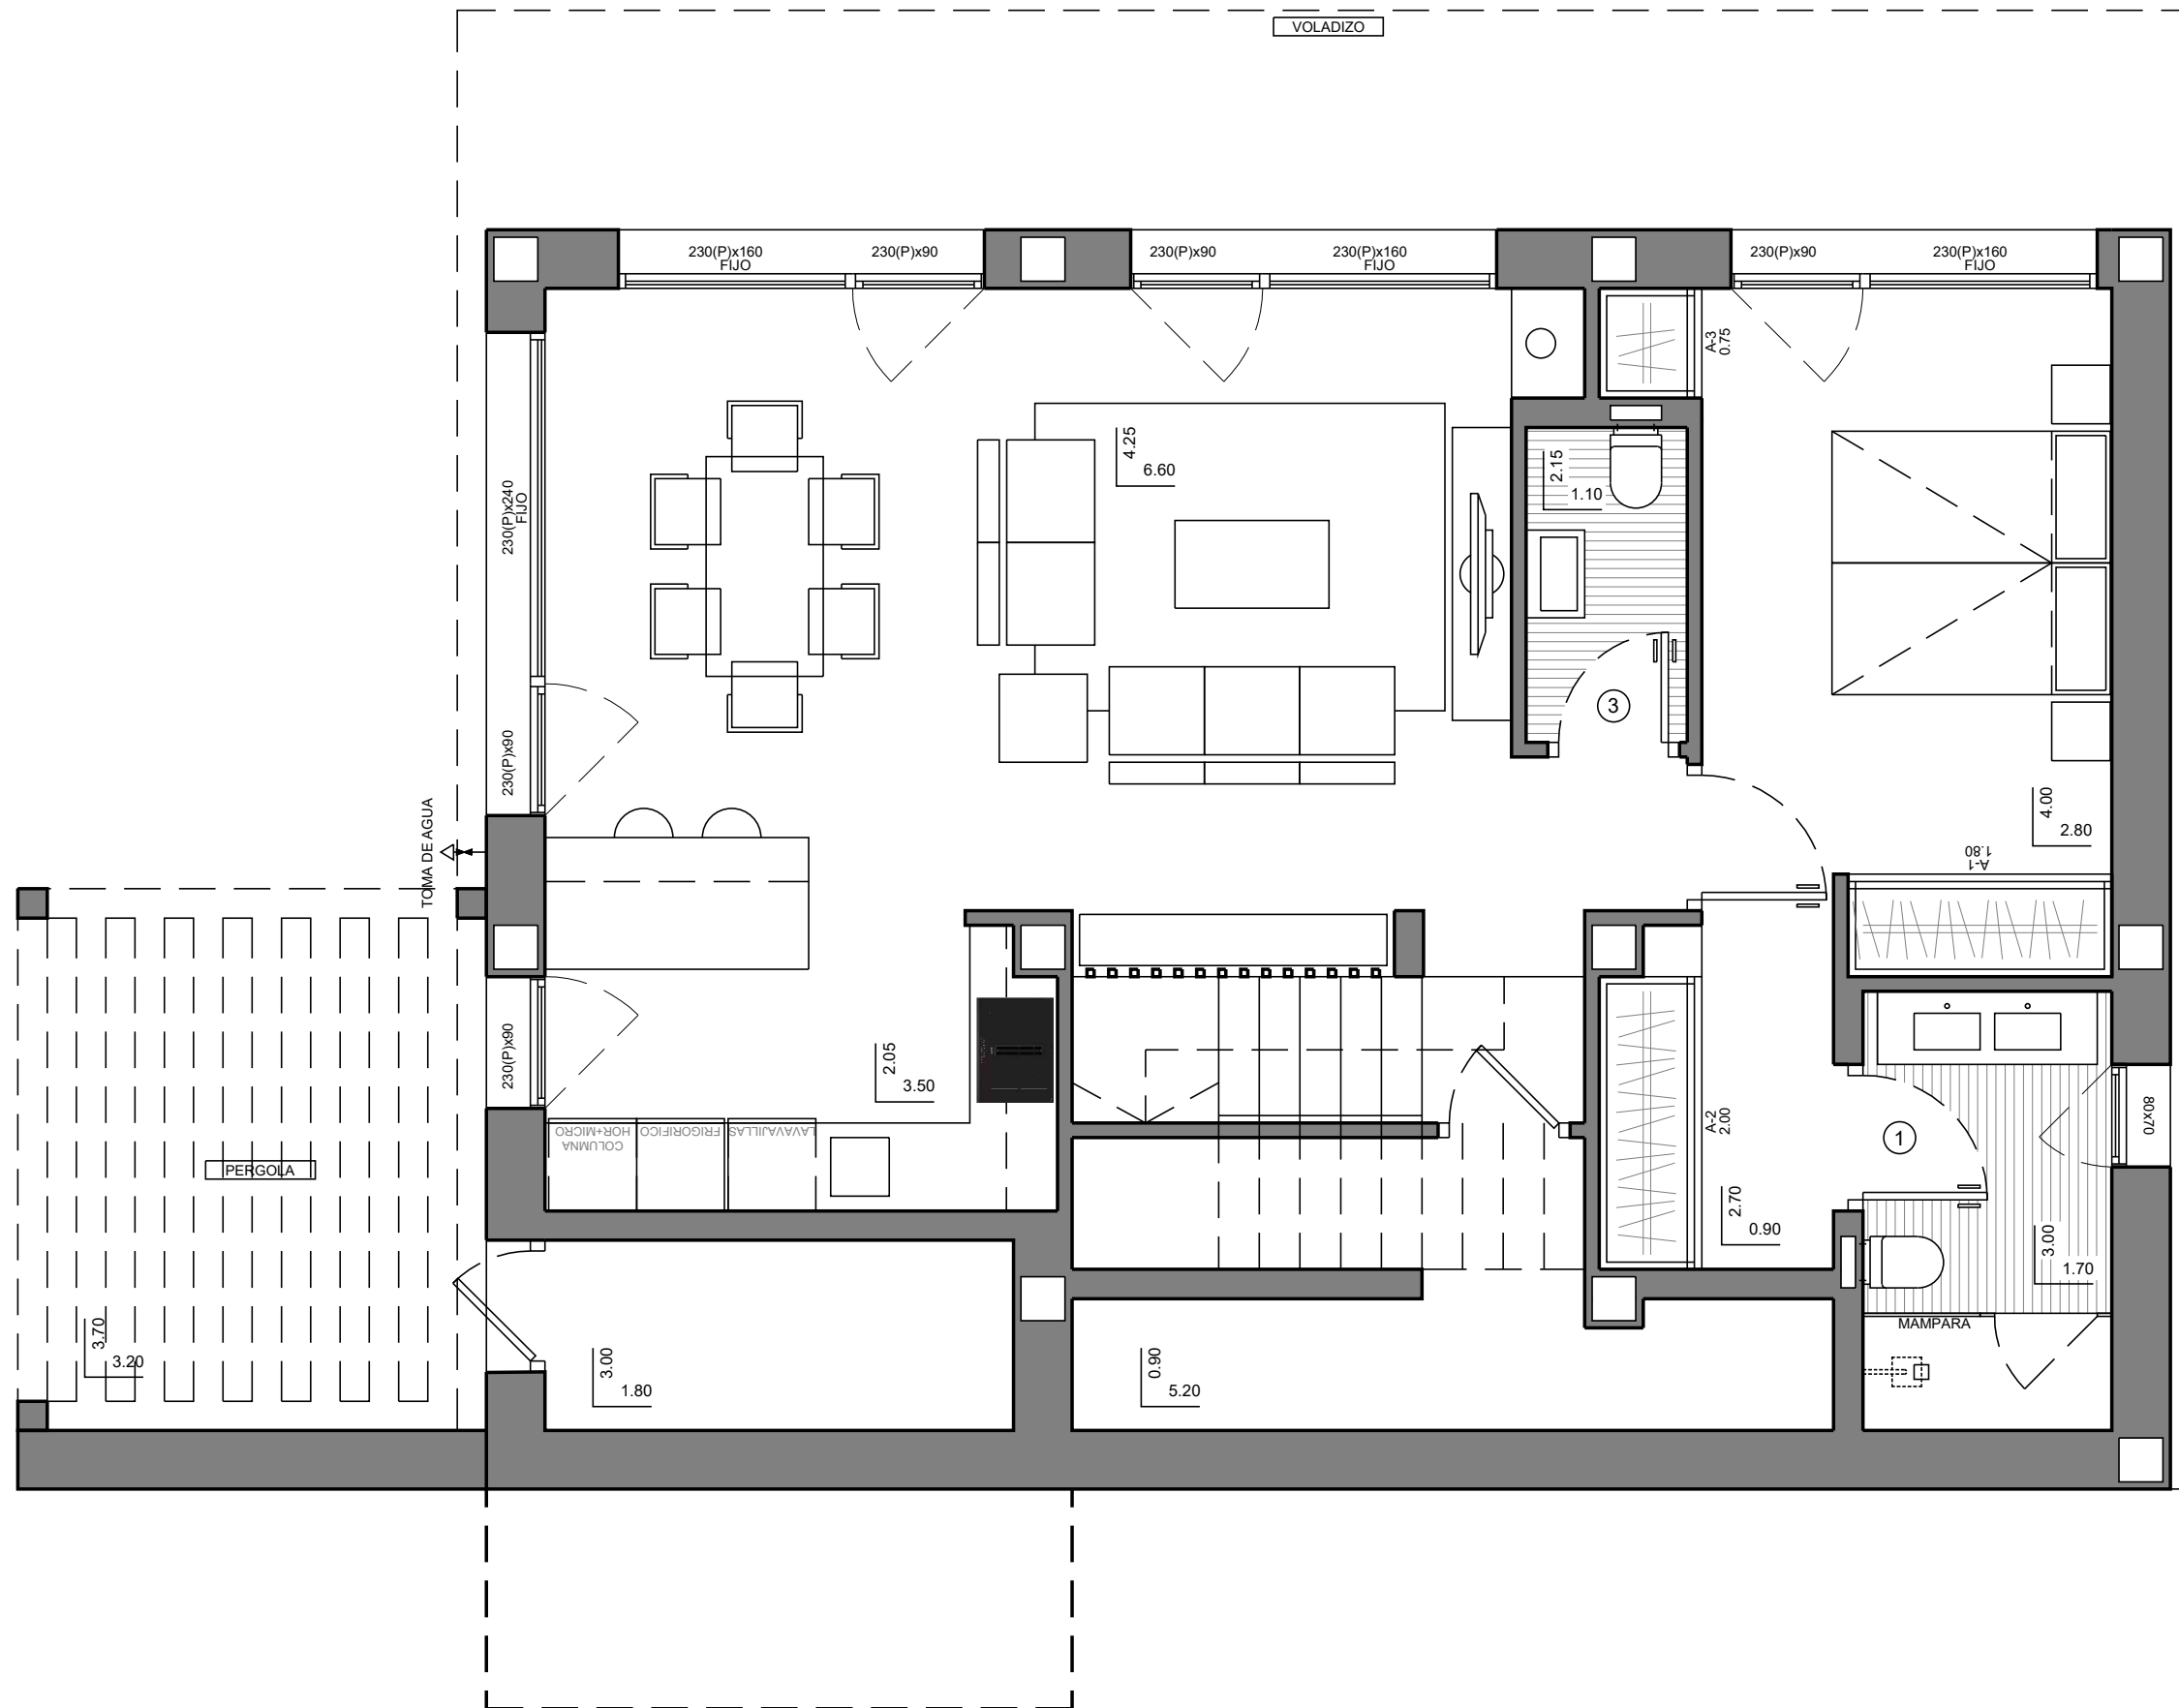 VOLADIZO
230(P)x160
FIJO
230(P)x90
230(P)x90
230(P)x160
FIJO
230(P)x90
230(P)x160
FIJO
A-3
0.75
4.25
6.60
2.15
1.10
230(P)x240
FIJO
3
230(P)x90
TOMA DE AGUA
4.00
2.80
A-1
1.80
230(P)x90
2.05
3.50
COLUMNA
HOR+MICRO
FRIGORIFICO
LAVAVAJILLAS
A-2
2.00
1
80x70
PERGOLA
2.70
0.90
3.00
1.70
MAMPARA
3.70
3.20
3.00
1.80
0.90
5.20